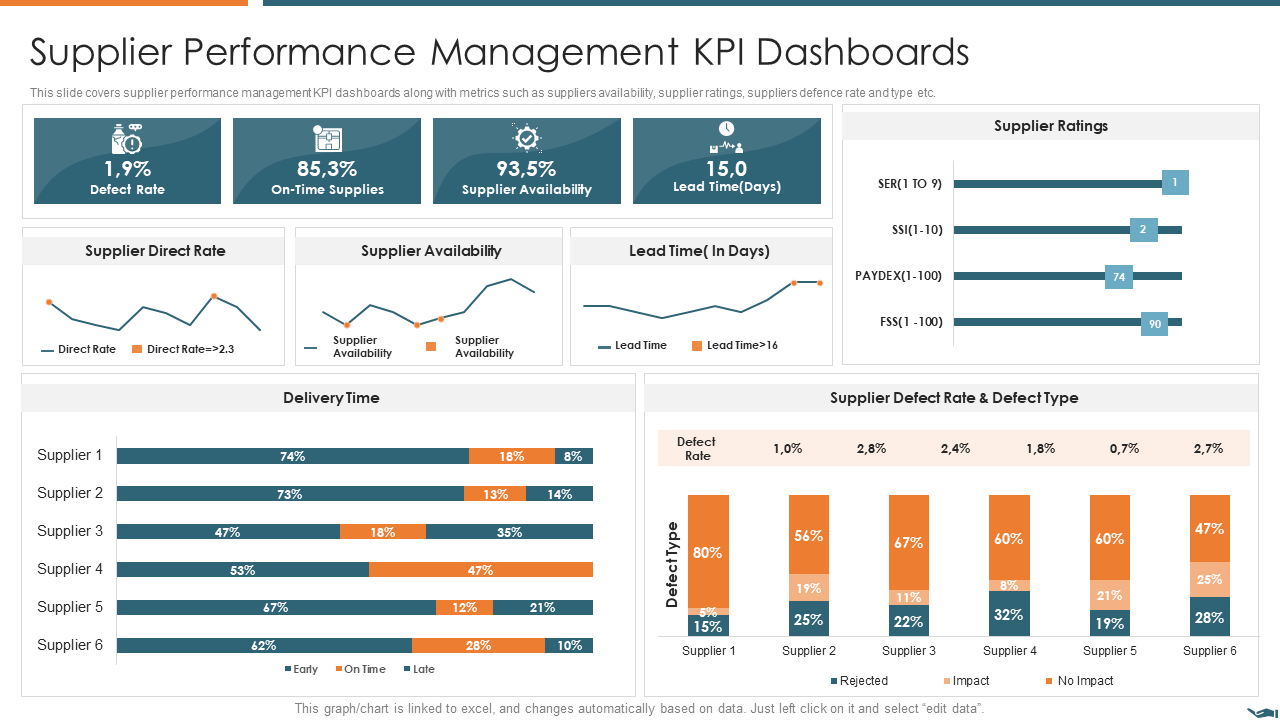 Supplier Performance Management KPI Dashboards
This slide covers supplier performance management KPI dashboards along with metrics such as suppliers availability, supplier ratings, suppliers defence rate and type etc.
1,9%
Defect Rate
85,3%
On-Time Supplies
93,5%
Supplier Availability
15,0
Lead Time(Days)
Supplier Ratings
SER(1 TO 9)
1
SSI(1-10)
2
PAYDEX(1-100)
74
FSS(1 -100)
90
Supplier Direct Rate
Direct Rate
Direct Rate=>2.3
Supplier Availability
Supplier
Availability
Supplier
Availability
Lead Time( In Days)
Lead Time
Lead Time>16
Delivery Time
Supplier 1 74% 18% 8%
Supplier 2 73% 13% 14%
Supplier 3 47% 18% 35%
Supplier 4 53% 47%
Supplier 5 67% 12% 21%
Supplier 6 62% 28% 10%
Early On Time Late
Supplier Defect Rate & Defect Type
Defect
Rate
1,0% 2,8% 2,4% 1,8% 0,7% 2,7%
Defect Type
80% 56% 67% 60% 60% 47%
5% 19% 11% 8% 21% 25%
15% 25% 22% 32% 19% 28%
Supplier 1 Supplier 2 Supplier 3 Supplier 4 Supplier 5 Supplier 6
Rejected Impact No Impact
This graph/chart is linked to excel, and changes automatically based on data. Just left click on it and select “edit data”.